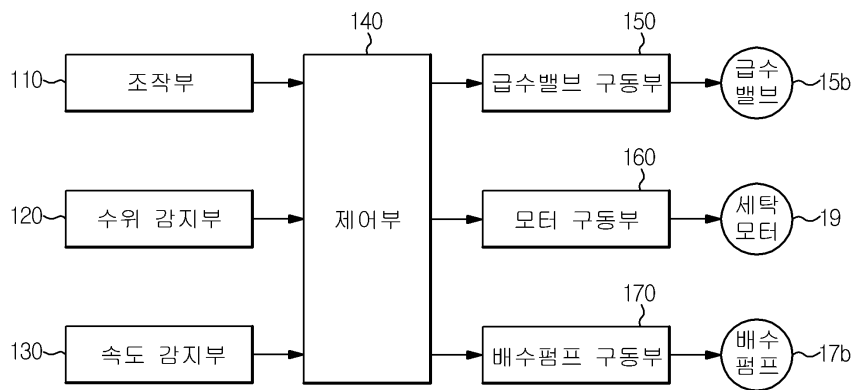 140
150
110
조작부
급수밸브 구동부
급수
밸브
15b
160
120
수위 감지부
제어부
모터 구동부
세탁
모터
19
170
130
속도 감지부
배수펌프 구동부
배수
펌프
17b